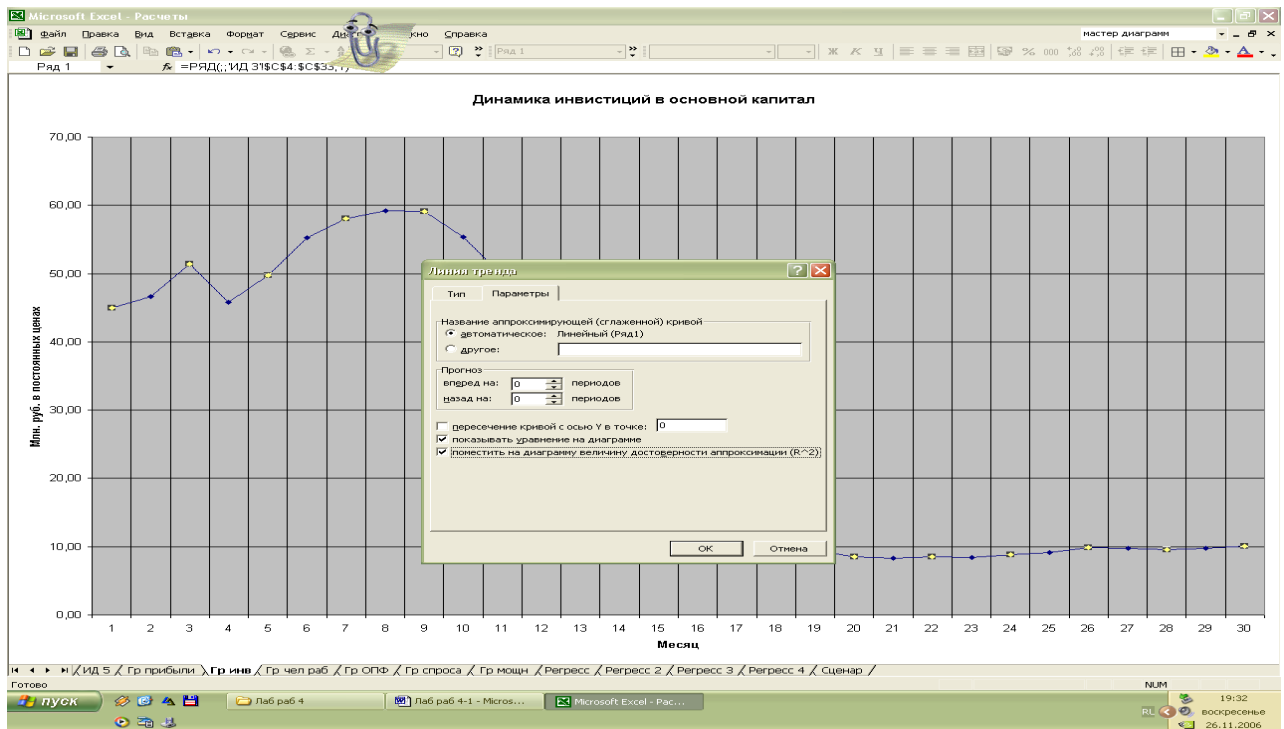 Microsoft Excel - Расчеты
Файл Правка Вид Вставка Формат Сервис Справка мастер диаграмм
Ряд 1 Ж К Ч % 000
Ряд 1 fx =РЯД(;;'ИД 3'!$C$4:$C$33;1)
Динамика инвистиций в основной капитал
70,00
60,00
50,00
40,00
30,00
20,00
10,00
0,00
Млн. руб. в постоянных ценах
1 2 3 4 5 6 7 8 9 10 11 12 13 14 15 16 17 18 19 20 21 22 23 24 25 26 27 28 29 30
Месяц
Линия тренда
Тип Параметры
Название аппроксимирующей (сглаженной) кривой
автоматическое: Линейный (Ряд1)
другое:
Прогноз
вперед на: 0 периодов
назад на: 0 периодов
пересечение кривой с осью Y в точке: 0
показывать уравнение на диаграмме
поместить на диаграмму величину достоверности аппроксимации (R^2)
ОК Отмена
ИД 5 Гр прибыли Гр инв Гр чел раб Гр ОПФ Гр спроса Гр мощн Регресс Регресс 2 Регресс 3 Регресс 4 Сценар
Готово NUM
пуск Лаб раб 4 Лаб раб 4-1 - Micros... Microsoft Excel - Рас...
RL 19:32
воскресенье
26.11.2006